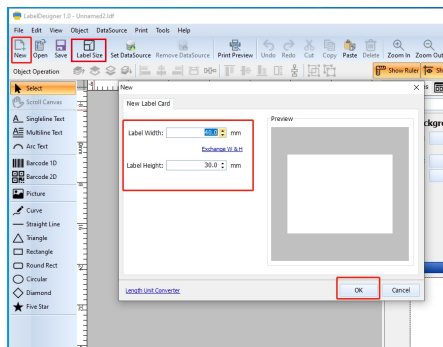 LabelDesigner 1.0 - Unnamed2.ldf
File Edit View Object DataSource Print Tools Help
New Open Save Label Size Set DataSource Remove DataSource Print Preview Undo Redo Cut Copy Paste Delete Zoom In Zoom Out
Object Operation
Show Ruler
Select
Scroll Canvas
Singleline Text
Multiline Text
Arc Text
Barcode 1D
Barcode 2D
Picture
Curve
Straight Line
Triangle
Rectangle
Round Rect
Circular
Diamond
Five Star
New
New Label Card
Label Width: 40.0 mm
Exchange W & H
Label Height: 30.0 mm
Preview
Length Unit Converter
OK Cancel